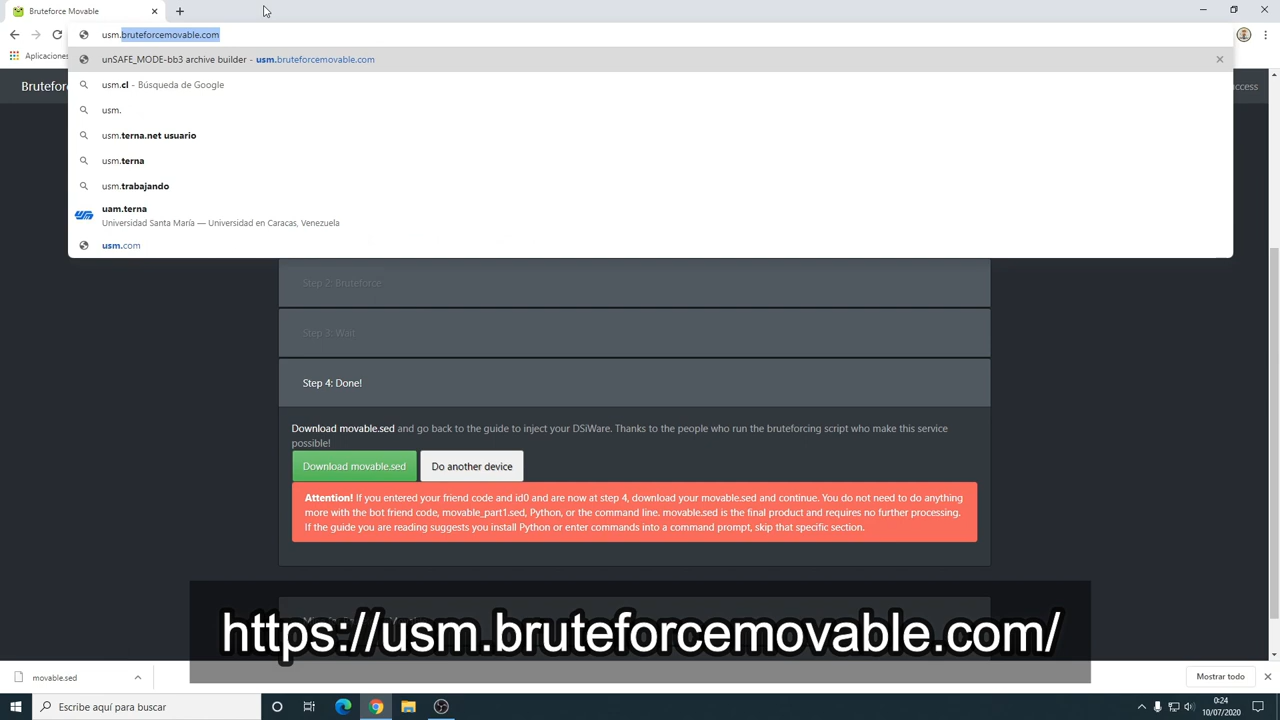 Bruteforce Movable
usm.bruteforcemovable.com
Aplicaciones
unSAFE_MODE-bb3 archive builder - usm.bruteforcemovable.com
usm.cl - Búsqueda de Google
usm.
usm.terna.net usuario
usm.terna
usm.trabajando
uam.terna
Universidad Santa María — Universidad en Caracas, Venezuela
usm.com
Step 2: Bruteforce
Step 3: Wait
Step 4: Done!
Download movable.sed and go back to the guide to inject your DSiWare. Thanks to the people who run the bruteforcing script who make this service
possible!
Download movable.sed
Do another device
Attention! If you entered your friend code and id0 and are now at step 4, download your movable.sed and continue. You do not need to do anything
more with the bot friend code, movable_part1.sed, Python, or the command line. movable.sed is the final product and requires no further processing.
If the guide you are reading suggests you install Python or enter commands into a command prompt, skip that specific section.
https://usm.bruteforcemovable.com/
movable.sed
Mostrar todo
Escribe aquí para buscar
0:24
10/07/2020